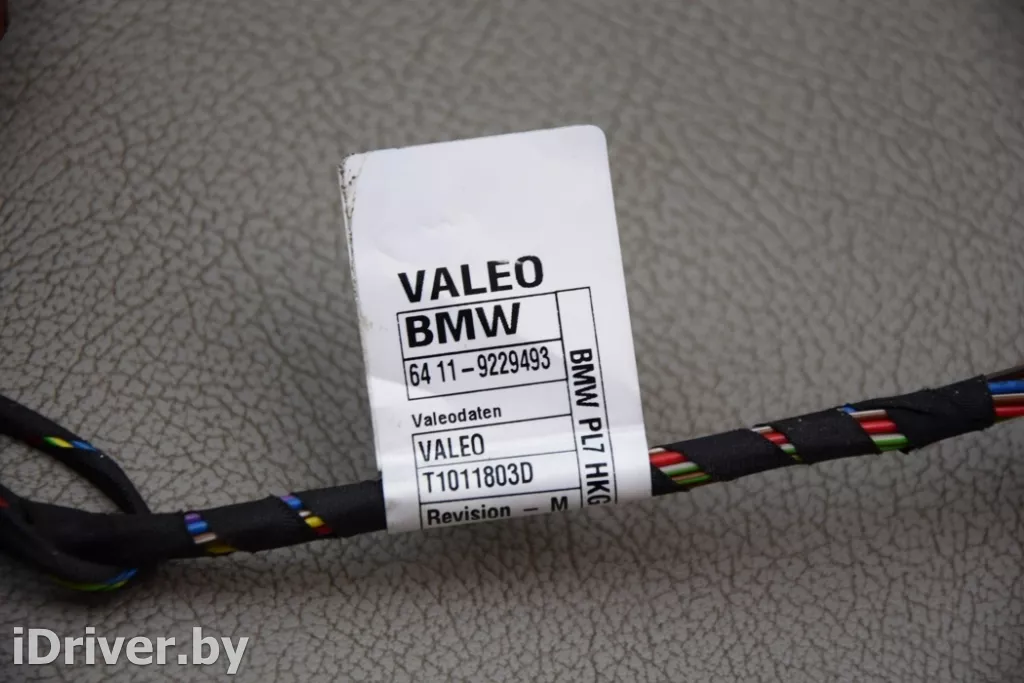 VALEO
BMW
64 11-9229493
Valeodaten
VALEO
T1011803D
Revision - M
BMW PL7 HKG
iDriver.by